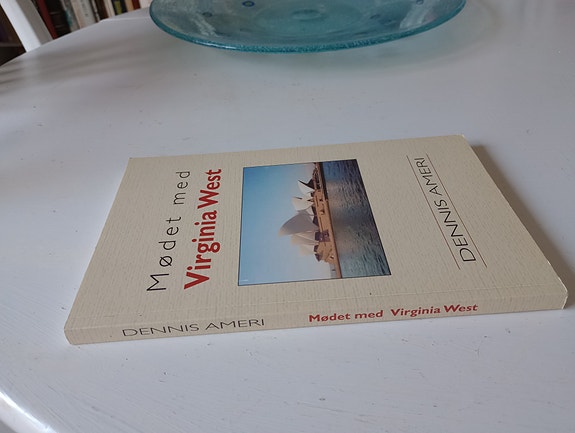 Mødet med
Virginia West
DENNIS AMERI
DENNIS AMERI Mødet med Virginia West